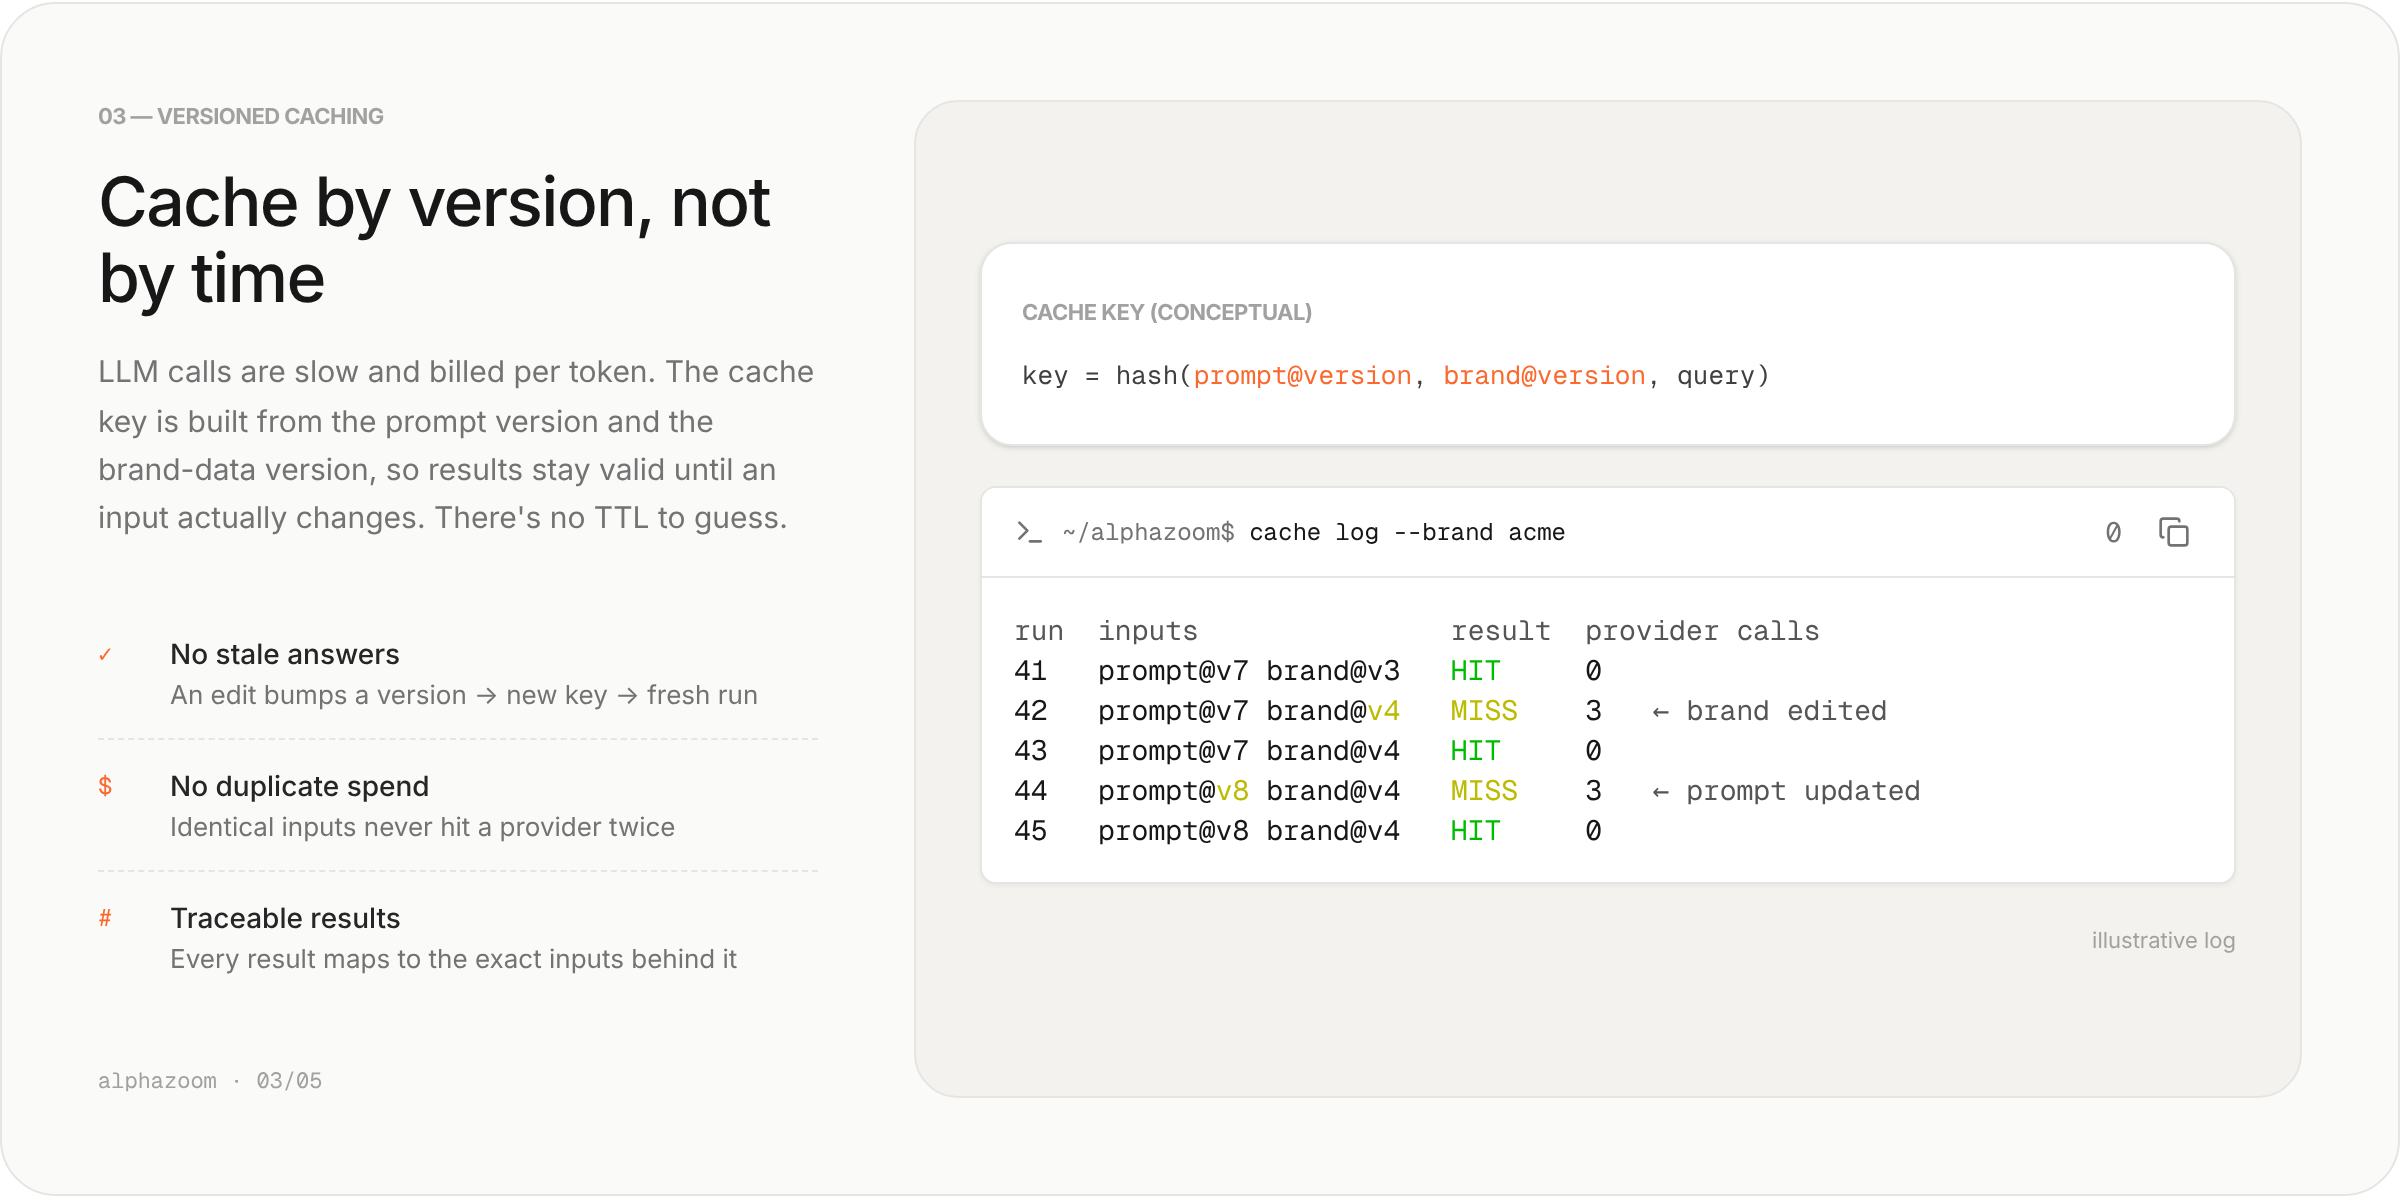 03 — VERSIONED CACHING
Cache by version, not
by time
LLM calls are slow and billed per token. The cache
key is built from the prompt version and the
brand-data version, so results stay valid until an
input actually changes. There's no TTL to guess.
✓ No stale answers
An edit bumps a version → new key → fresh run
$ No duplicate spend
Identical inputs never hit a provider twice
# Traceable results
Every result maps to the exact inputs behind it
alphazoom · 03/05
CACHE KEY (CONCEPTUAL)
key = hash(prompt@version, brand@version, query)
~/alphazoom$ cache log --brand acme 0
run inputs result provider calls
41 prompt@v7 brand@v3 HIT 0
42 prompt@v7 brand@v4 MISS 3 ← brand edited
43 prompt@v7 brand@v4 HIT 0
44 prompt@v8 brand@v4 MISS 3 ← prompt updated
45 prompt@v8 brand@v4 HIT 0
illustrative log